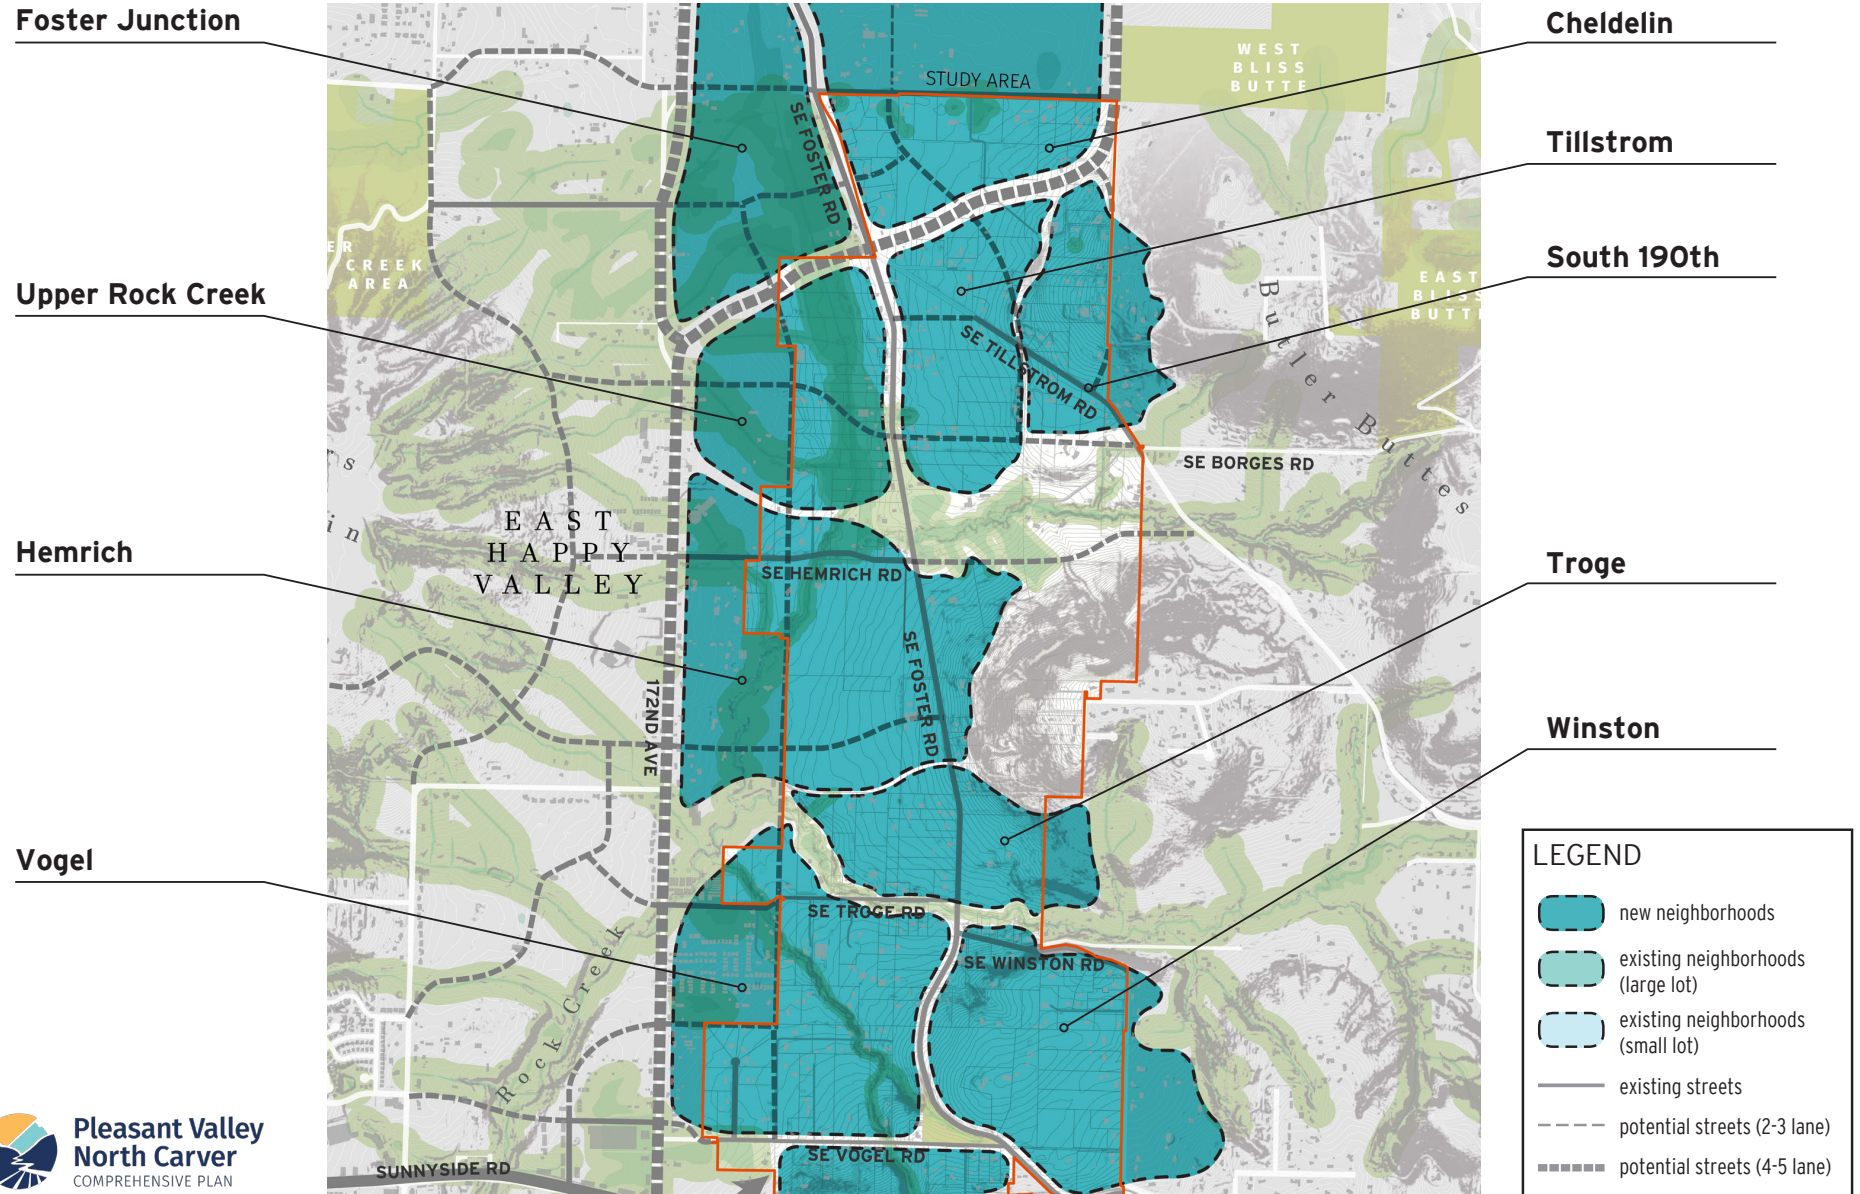 Foster Junction
Upper Rock Creek
Hemrich
Vogel
Cheldelin
Tillstrom
South 190th
Troge
Winston
STUDY AREA
WEST
BLISS
BUTTE
ER
CREEK
AREA
EAST
BLISS
BUTTE
SE FOSTER RD
SE TILLSTROM RD
Butler Buttes
SE BORGES RD
rs
in
EAST
HAPPY
VALLEY
SE HEMRICH RD
SE FOSTER RD
172ND AVE
SE TROGE RD
SE WINSTON RD
Rock Creek
SE VOGEL RD
SUNNYSIDE RD
Pleasant Valley
North Carver
COMPREHENSIVE PLAN
LEGEND
new neighborhoods
existing neighborhoods
(large lot)
existing neighborhoods
(small lot)
existing streets
potential streets (2-3 lane)
potential streets (4-5 lane)